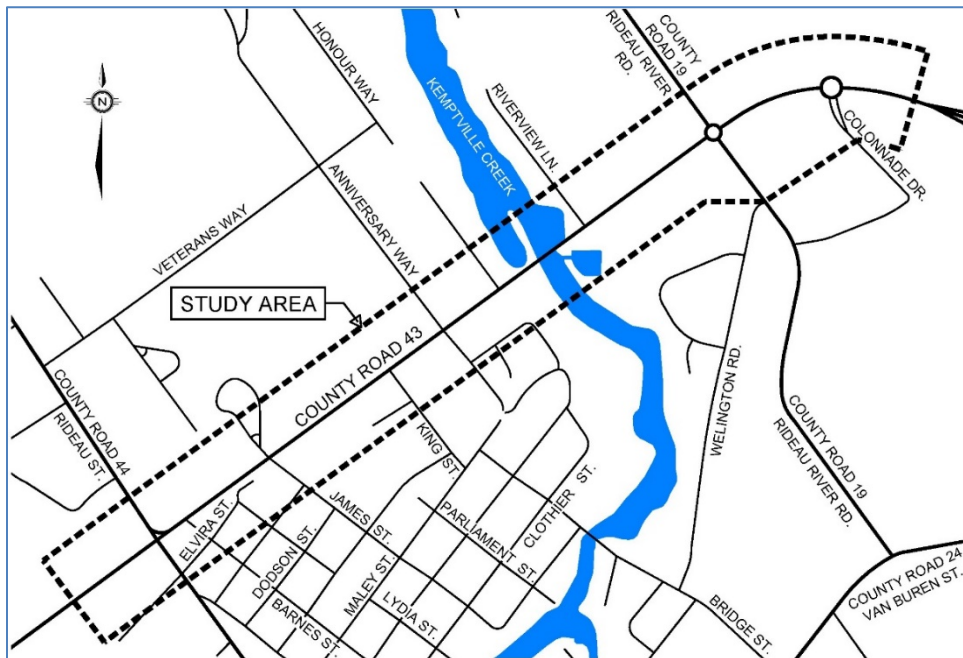 HONOUR WAY
COUNTY
ROAD 19
RIDEAU RIVER
RD.
N
KEMPTVILLE CREEK
RIVERVIEW LN.
COLONNADE DR.
ANNIVERSARY WAY
VETERANS WAY
STUDY AREA
COUNTY ROAD 43
COUNTY ROAD 44
RIDEAU ST.
WELINGTON RD.
COUNTY ROAD 19
RIDEAU RIVER RD.
KING ST.
CLOTHIER ST.
ELVIRA ST.
JAMES ST.
PARLIAMENT ST.
DODSON ST.
MALEY ST.
BARNES ST.
LYDIA ST.
BRIDGE ST.
COUNTY ROAD 24
VAN BUREN ST.